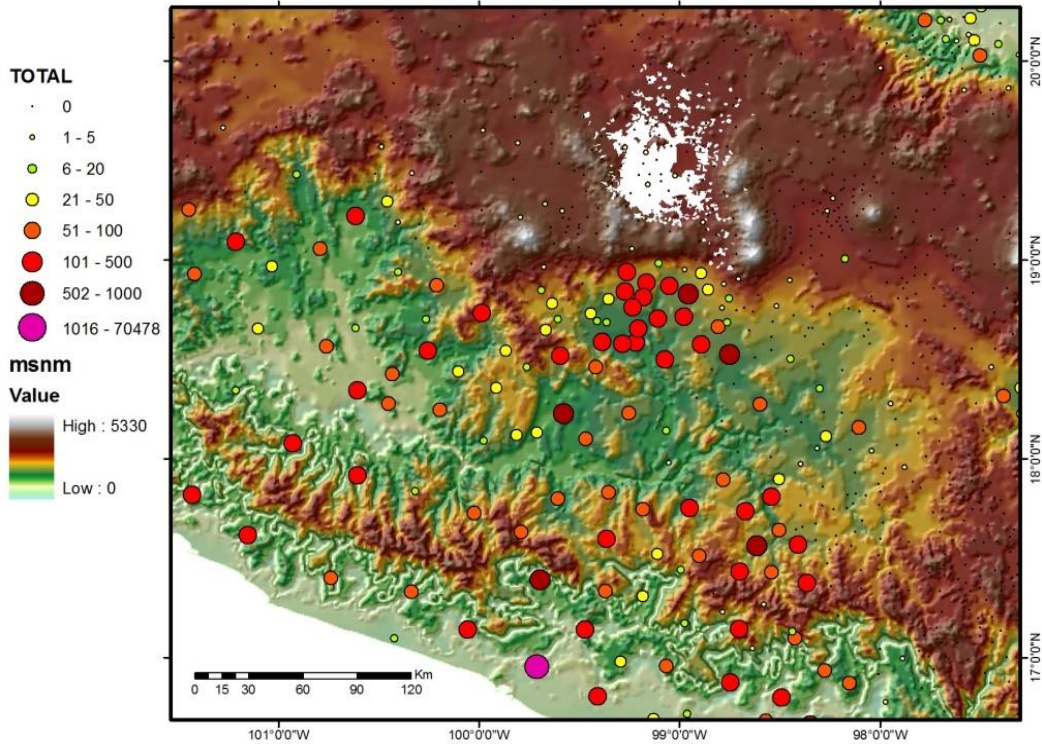 TOTAL
0
1 - 5
6 - 20
21 - 50
51 - 100
101 - 500
502 - 1000
1016 - 70478
msnm
Value
High : 5330
Low : 0
20°0'0"N
19°0'0"N
18°0'0"N
17°0'0"N
0 15 30 60 90 120
Km
101°0'0"W
100°0'0"W
99°0'0"W
98°0'0"W